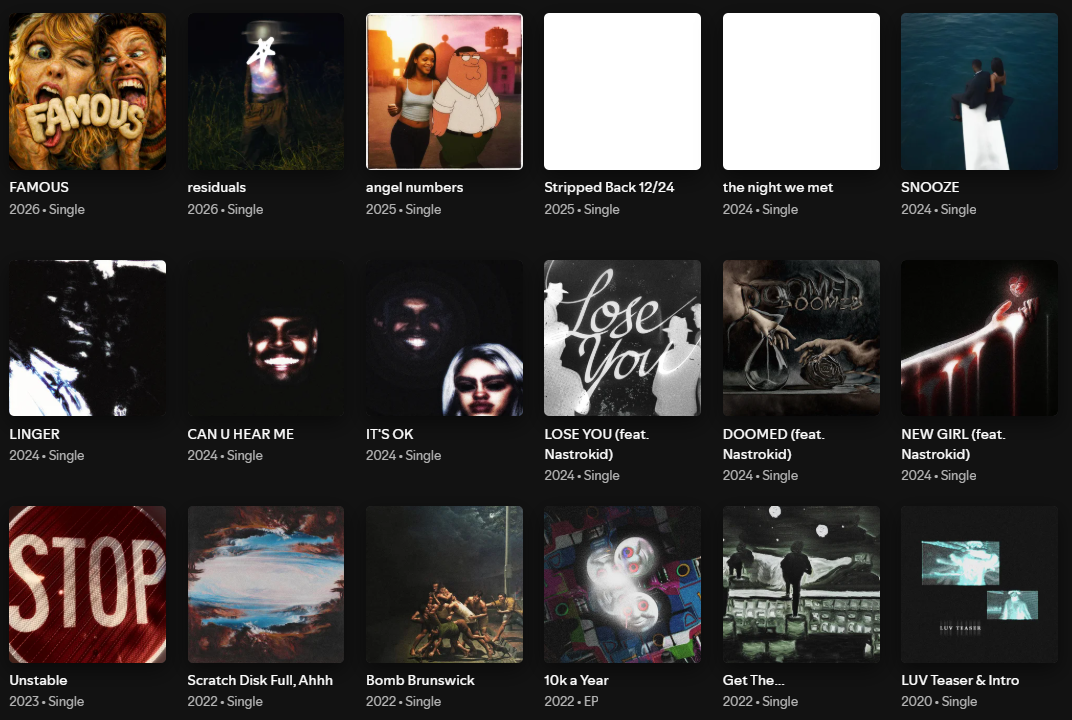 FAMOUS
FAMOUS
residuals
angel numbers
Stripped Back 12/24
the night we met
SNOOZE
2026 • Single
2026 • Single
2025 • Single
2025 • Single
2024 • Single
2024 • Single
Lose
You
DOOMED
DOOMED
LINGER
CAN U HEAR ME
IT'S OK
LOSE YOU (feat.
Nastrokid)
DOOMED (feat.
Nastrokid)
NEW GIRL (feat.
Nastrokid)
2024 • Single
2024 • Single
2024 • Single
2024 • Single
2024 • Single
2024 • Single
STOP
LUV TEASER
Unstable
Scratch Disk Full, Ahhh
Bomb Brunswick
10k a Year
Get The...
LUV Teaser & Intro
2023 • Single
2022 • Single
2022 • Single
2022 • EP
2022 • Single
2020 • Single